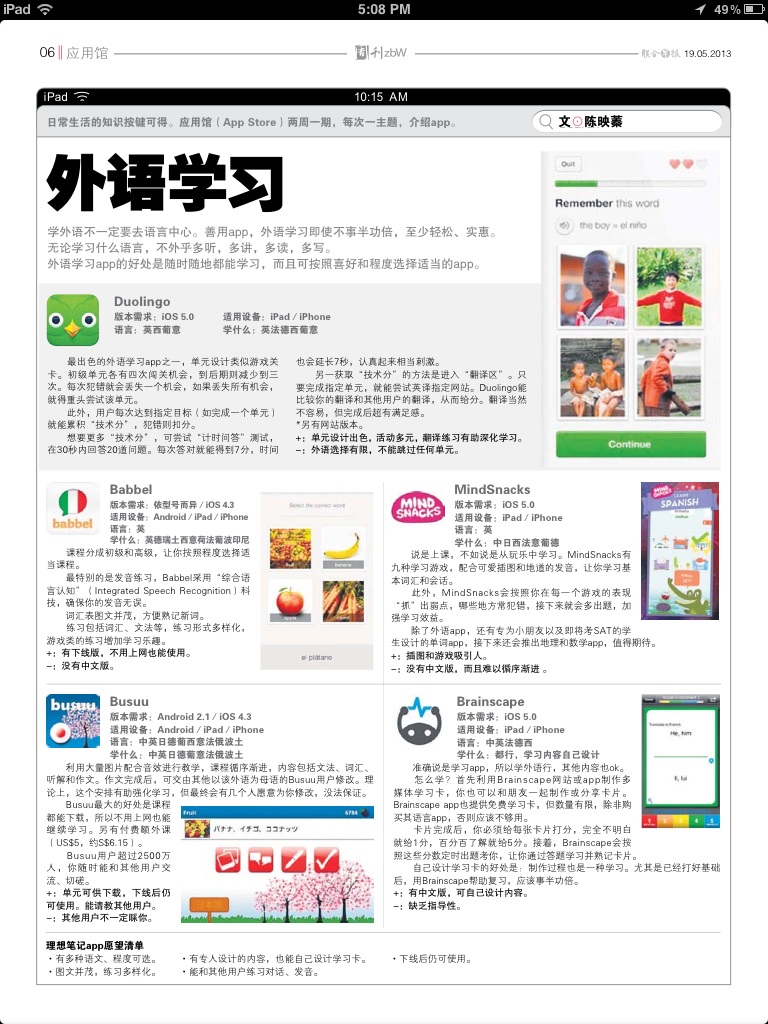 iPad
5:08 PM
49%
06 应用馆
zbW
19.05.2013
iPad
10:15 AM
日常生活的知识按键可得。应用馆（App Store）两周一期，每次一主题，介绍app。
文 陈映蓁
外语学习
学外语不一定要去语言中心。善用app，外语学习即使不事半功倍，至少轻松、实惠。
无论学习什么语言，不外乎多听，多讲，多读，多写。
外语学习app的好处是随时随地都能学习，而且可按照喜好和程度选择适当的app。
Quit
Remember this word
the boy = el niño
Continue
Duolingo
版本需求：iOS 5.0
适用设备：iPad / iPhone
语言：英西葡意
学什么：英法德西葡意
最出色的外语学习app之一，单元设计类似游戏关
卡。初级单元各有四次闯关机会，到后期则减少到三
次。每次犯错就会丢失一个机会，如果丢失所有机会，
就得重头尝试该单元。
此外，用户每次达到指定目标（如完成一个单元）
就能累积“技术分”，犯错则扣分。
想要更多“技术分”，可尝试“计时问答”测试，
在30秒内回答20道问题。每次答对就能得到7分，时间
也会延长7秒，认真起来相当刺激。
另一获取“技术分”的方法是进入“翻译区”。只
要完成指定单元，就能尝试英译指定网站。Duolingo能
比较你的翻译和其他用户的翻译，从而给分。翻译当然
不容易，但完成后超有满足感。
*另有网站版本。
+：单元设计出色，活动多元，翻译练习有助深化学习。
–：外语选择有限，不能跳过任何单元。
babbel
Babbel
版本需求：依型号而异 / iOS 4.3
适用设备：Android / iPad / iPhone
语言：英
学什么：英德瑞土西意荷法葡波印尼
课程分成初级和高级，让你按照程度选择适
当课程。
最特别的是发音练习，Babbel采用“综合语
言认知”（Integrated Speech Recognition）科
技，确保你的发音无误。
词汇表图文并茂，方便熟记新词。
练习包括词汇、文法等，练习形式多样化，
游戏类的练习增加学习乐趣。
+：有下线版，不用上网也能使用。
–：没有中文版。
Select the correct word
fruit
banana
apple
el plátano
MIND SNACKS
MindSnacks
版本需求：iOS 5.0
适用设备：iPad / iPhone
语言：英
学什么：中日西法意葡德
说是上课，不如说是从玩乐中学习。MindSnacks有
九种学习游戏，配合可爱插图和地道的发音，让你学习基
本词汇和会话。
此外，MindSnacks会按照你在每一个游戏的表现
“抓”出弱点，哪些地方常犯错，接下来就会多出题，加
强学习效益。
除了外语app，还有专为小朋友以及即将考SAT的学
生设计的单词app，接下来还会推出地理和数学app，值得期待。
+：插图和游戏吸引人。
–：没有中文版，而且难以循序渐进 。
LEARN
SPANISH
busuu
Busuu
版本需求：Android 2.1 / iOS 4.3
适用设备：Android / iPad / iPhone
语言：中英日德葡西意法俄波土
学什么：中英日德葡西意法俄波土
利用大量图片配合音效进行教学，课程循序渐进，内容包括文法、词汇、
听解和作文。作文完成后，可交由其他以该外语为母语的Busuu用户修改。理
论上，这个安排有助强化学习，但最终会有几个人愿意为你修改，没法保证。
Busuu最大的好处是课程
都能下载，所以不用上网也能
继续学习。另有付费额外课
（US$5，约S$6.15）。
Busuu用户超过2500万
人，你随时能和其他用户交
流、切磋。
+：单元可供下载，下线后仍
可使用。能请教其他用户。
–：其他用户不一定睬你。
Fruit
バナナ、イチゴ、ココナッツ
Brainscape
版本需求：iOS 5.0
适用设备：iPad / iPhone
语言：中英法德西
学什么：都行，学习内容自己设计
准确说是学习app，所以学外语行，其他内容也ok。
怎么学？首先利用Brainscape网站或app制作多
媒体学习卡，你也可以和朋友一起制作或分享卡片。
Brainscape app也提供免费学习卡，但数量有限，除非购
买其语言app，否则应该不够用。
卡片完成后，你必须给每张卡片打分，完全不明白
就给1分，百分百了解就给5分。接着，Brainscape会按
照这些分数定时出题考你，让你通过答题学习并熟记卡片。
自己设计学习卡的好处是：制作过程也是一种学习。尤其是已经打好基础
后，用Brainscape帮助复习，应该事半功倍。
+：有中文版，可自己设计内容。
–：缺乏指导性。
He, him
Il, lui
理想笔记app愿望清单
・有多种语文、程度可选。
・有专人设计的内容，也能自己设计学习卡。
・下线后仍可使用。
・图文并茂，练习多样化。
・能和其他用户练习对话、发音。